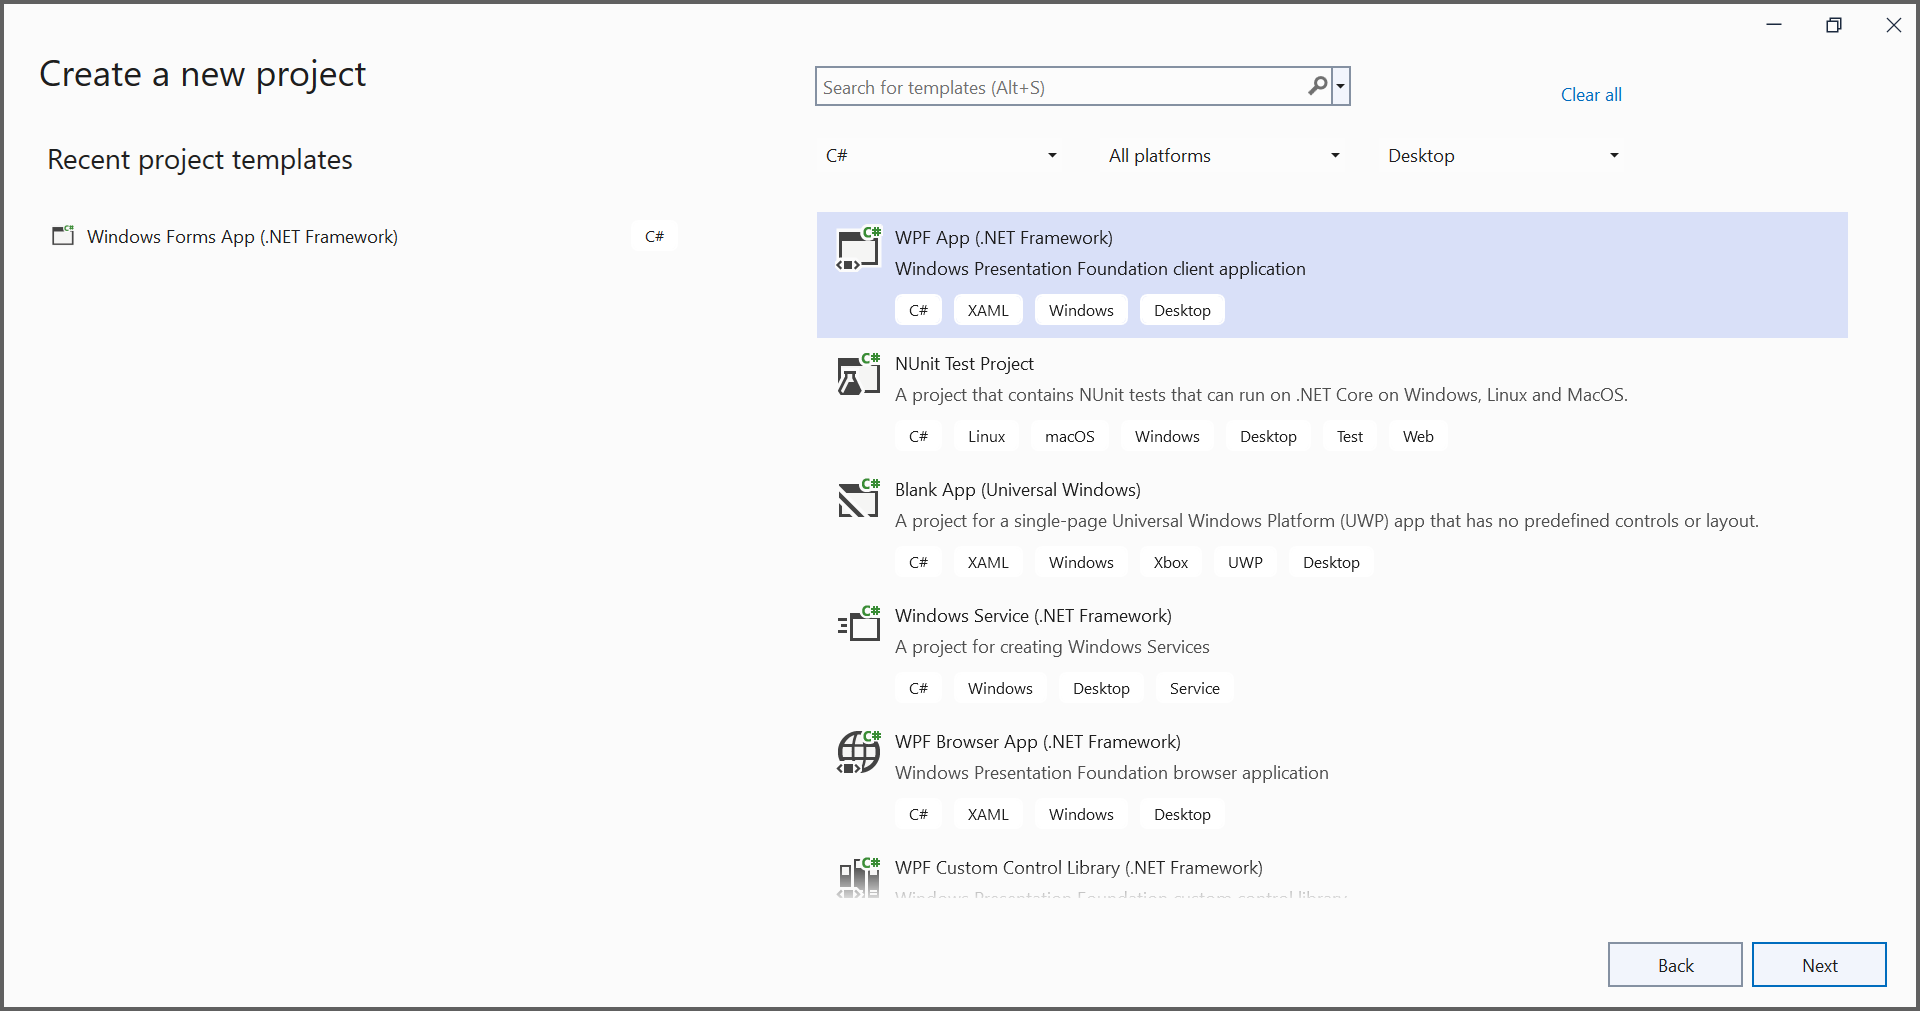 Create a new project
Search for templates (Alt+S)
Clear all
Recent project templates
C# All platforms Desktop
C# Windows Forms App (.NET Framework) C#
C# WPF App (.NET Framework)
Windows Presentation Foundation client application
C# XAML Windows Desktop
C# NUnit Test Project
A project that contains NUnit tests that can run on .NET Core on Windows, Linux and MacOS.
C# Linux macOS Windows Desktop Test Web
C# Blank App (Universal Windows)
A project for a single-page Universal Windows Platform (UWP) app that has no predefined controls or layout.
C# XAML Windows Xbox UWP Desktop
C# Windows Service (.NET Framework)
A project for creating Windows Services
C# Windows Desktop Service
C# WPF Browser App (.NET Framework)
Windows Presentation Foundation browser application
C# XAML Windows Desktop
C# WPF Custom Control Library (.NET Framework)
Windows Presentation Foundation custom control library
Back Next